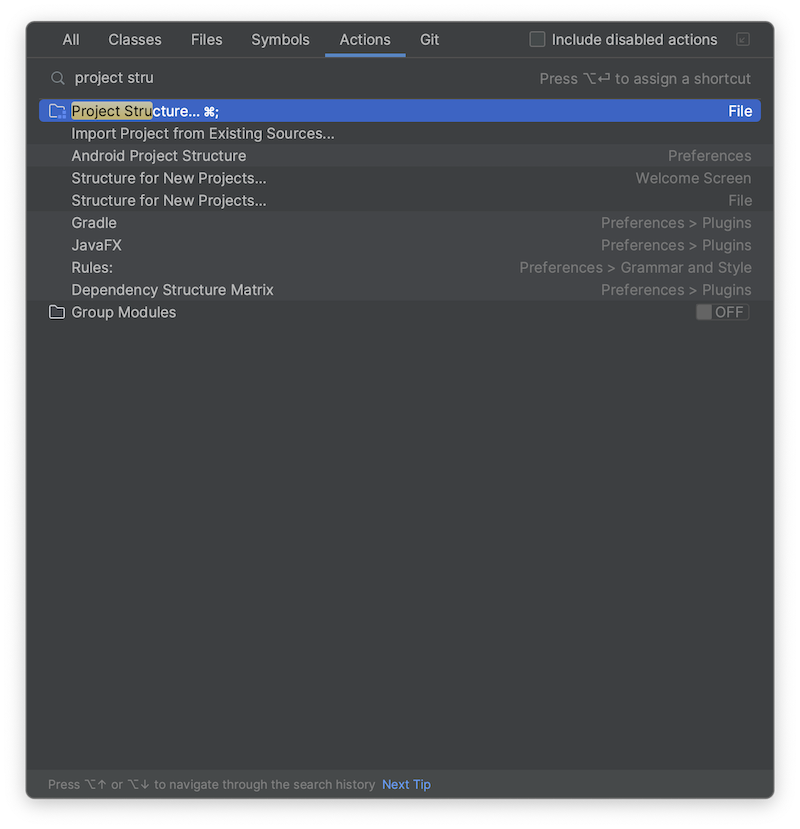 All Classes Files Symbols Actions Git Include disabled actions
project stru Press ⌥⏎ to assign a shortcut
Project Structure... ⌘; File
Import Project from Existing Sources...
Android Project Structure Preferences
Structure for New Projects... Welcome Screen
Structure for New Projects... File
Gradle Preferences > Plugins
JavaFX Preferences > Plugins
Rules: Preferences > Grammar and Style
Dependency Structure Matrix Preferences > Plugins
Group Modules OFF
Press ⌥↑ or ⌥↓ to navigate through the search history Next Tip